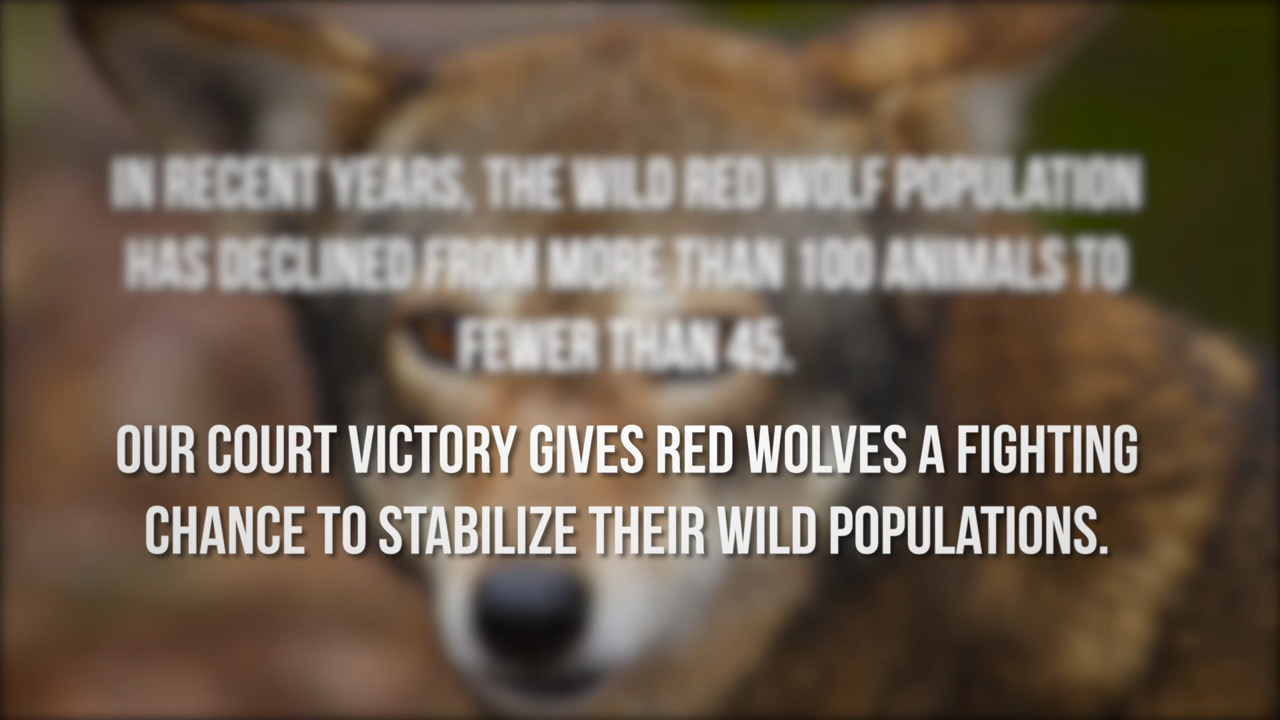 IN RECENT YEARS, THE WILD RED WOLF POPULATION
HAS DECLINED FROM MORE THAN 100 ANIMALS TO
FEWER THAN 45.
OUR COURT VICTORY GIVES RED WOLVES A FIGHTING
CHANCE TO STABILIZE THEIR WILD POPULATIONS.